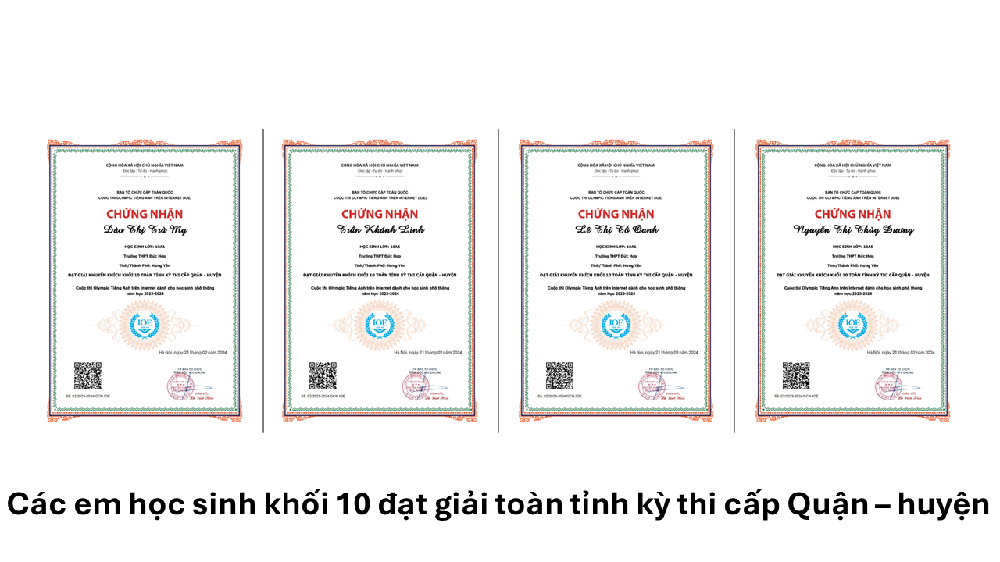 CỘNG HÒA XÃ HỘI CHỦ NGHĨA VIỆT NAM
Độc lập - Tự do - Hạnh phúc
BAN TỔ CHỨC CẤP TOÀN QUỐC
CUỘC THI OLYMPIC TIẾNG ANH TRÊN INTERNET (IOE)
CHỨNG NHẬN
Đào Thị Trà My
HỌC SINH LỚP: 10A1
Trường THPT Đức Hợp
Tỉnh/Thành Phố: Hưng Yên
ĐẠT GIẢI KHUYẾN KHÍCH KHỐI 10 TOÀN TỈNH KỲ THI CẤP QUẬN - HUYỆN
Cuộc thi Olympic Tiếng Anh trên Internet dành cho học sinh phổ thông
năm học 2023-2024
IOE
Hà Nội, ngày 21 tháng 02 năm 2024
TM BAN TỔ CHỨC
GIÁM ĐỐC VTC ONLINE
GIÁM ĐỐC
Số: 02/2023-2024/GCN IOE
CỘNG HÒA XÃ HỘI CHỦ NGHĨA VIỆT NAM
Độc lập - Tự do - Hạnh phúc
BAN TỔ CHỨC CẤP TOÀN QUỐC
CUỘC THI OLYMPIC TIẾNG ANH TRÊN INTERNET (IOE)
CHỨNG NHẬN
Trần Khánh Linh
HỌC SINH LỚP: 10A5
Trường THPT Đức Hợp
Tỉnh/Thành Phố: Hưng Yên
ĐẠT GIẢI KHUYẾN KHÍCH KHỐI 10 TOÀN TỈNH KỲ THI CẤP QUẬN - HUYỆN
Cuộc thi Olympic Tiếng Anh trên Internet dành cho học sinh phổ thông
năm học 2023-2024
IOE
Hà Nội, ngày 21 tháng 02 năm 2024
TM BAN TỔ CHỨC
GIÁM ĐỐC VTC ONLINE
GIÁM ĐỐC
Số: 02/2023-2024/GCN IOE
CỘNG HÒA XÃ HỘI CHỦ NGHĨA VIỆT NAM
Độc lập - Tự do - Hạnh phúc
BAN TỔ CHỨC CẤP TOÀN QUỐC
CUỘC THI OLYMPIC TIẾNG ANH TRÊN INTERNET (IOE)
CHỨNG NHẬN
Lê Thị Tố Oanh
HỌC SINH LỚP: 10A1
Trường THPT Đức Hợp
Tỉnh/Thành Phố: Hưng Yên
ĐẠT GIẢI KHUYẾN KHÍCH KHỐI 10 TOÀN TỈNH KỲ THI CẤP QUẬN - HUYỆN
Cuộc thi Olympic Tiếng Anh trên Internet dành cho học sinh phổ thông
năm học 2023-2024
IOE
Hà Nội, ngày 21 tháng 02 năm 2024
TM BAN TỔ CHỨC
GIÁM ĐỐC VTC ONLINE
GIÁM ĐỐC
Số: 02/2023-2024/GCN IOE
CỘNG HÒA XÃ HỘI CHỦ NGHĨA VIỆT NAM
Độc lập - Tự do - Hạnh phúc
BAN TỔ CHỨC CẤP TOÀN QUỐC
CUỘC THI OLYMPIC TIẾNG ANH TRÊN INTERNET (IOE)
CHỨNG NHẬN
Nguyễn Thị Thùy Dương
HỌC SINH LỚP: 10A5
Trường THPT Đức Hợp
Tỉnh/Thành Phố: Hưng Yên
ĐẠT GIẢI KHUYẾN KHÍCH KHỐI 10 TOÀN TỈNH KỲ THI CẤP QUẬN - HUYỆN
Cuộc thi Olympic Tiếng Anh trên Internet dành cho học sinh phổ thông
năm học 2023-2024
IOE
Hà Nội, ngày 21 tháng 02 năm 2024
TM BAN TỔ CHỨC
GIÁM ĐỐC VTC ONLINE
GIÁM ĐỐC
Số: 02/2023-2024/GCN IOE
Các em học sinh khối 10 đạt giải toàn tỉnh kỳ thi cấp Quận – huyện